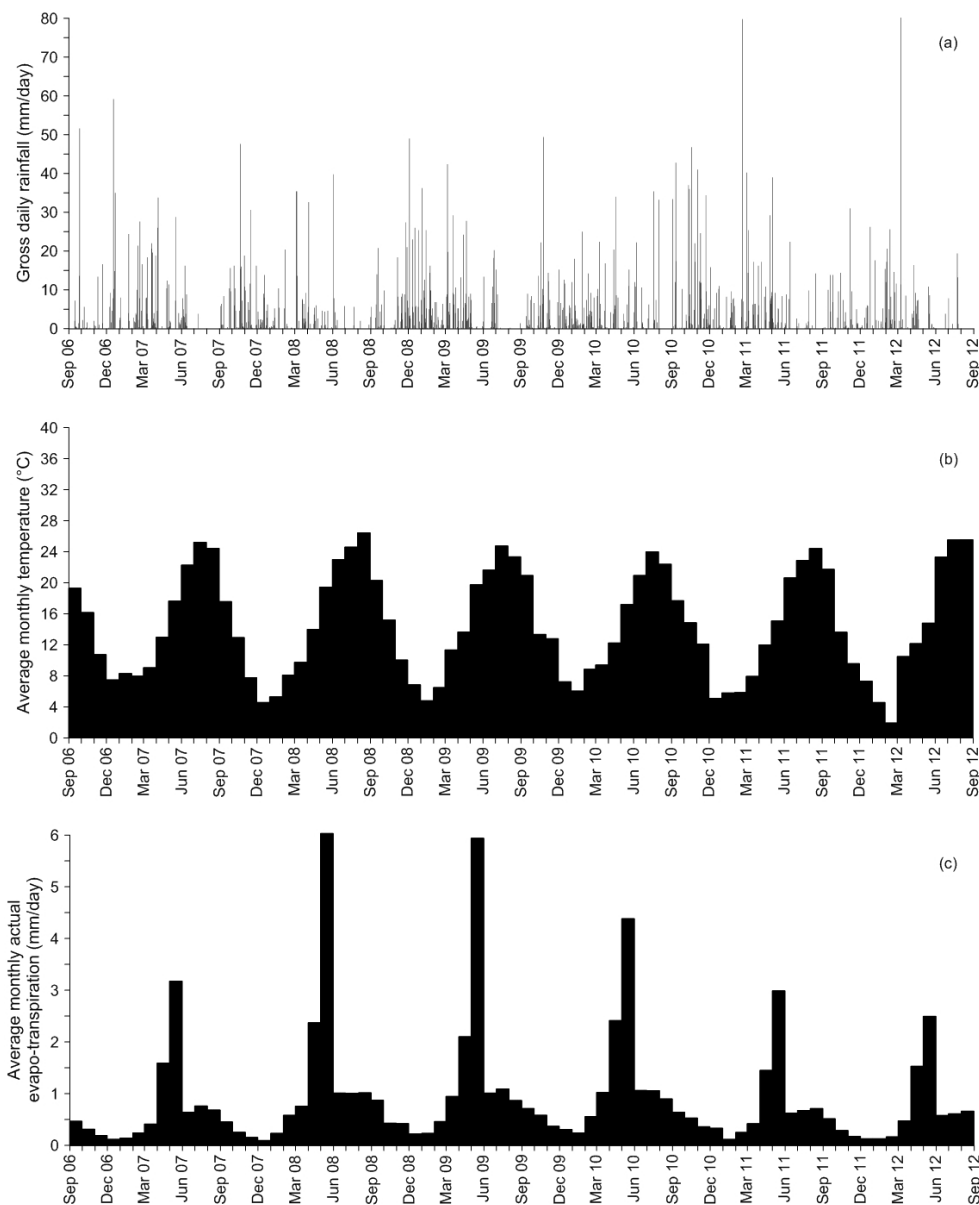 (a)
Gross daily rainfall (mm/day)
80
70
60
50
40
30
20
10
0
Sep 06
Dec 06
Mar 07
Jun 07
Sep 07
Dec 07
Mar 08
Jun 08
Sep 08
Dec 08
Mar 09
Jun 09
Sep 09
Dec 09
Mar 10
Jun 10
Sep 10
Dec 10
Mar 11
Jun 11
Sep 11
Dec 11
Mar 12
Jun 12
Sep 12
(b)
Average monthly temperature (°C)
40
36
32
28
24
20
16
12
8
4
0
Sep 06
Dec 06
Mar 07
Jun 07
Sep 07
Dec 07
Mar 08
Jun 08
Sep 08
Dec 08
Mar 09
Jun 09
Sep 09
Dec 09
Mar 10
Jun 10
Sep 10
Dec 10
Mar 11
Jun 11
Sep 11
Dec 11
Mar 12
Jun 12
Sep 12
(c)
Average monthly actual
evapo-transpiration (mm/day)
6
5
4
3
2
1
0
Sep 06
Dec 06
Mar 07
Jun 07
Sep 07
Dec 07
Mar 08
Jun 08
Sep 08
Dec 08
Mar 09
Jun 09
Sep 09
Dec 09
Mar 10
Jun 10
Sep 10
Dec 10
Mar 11
Jun 11
Sep 11
Dec 11
Mar 12
Jun 12
Sep 12